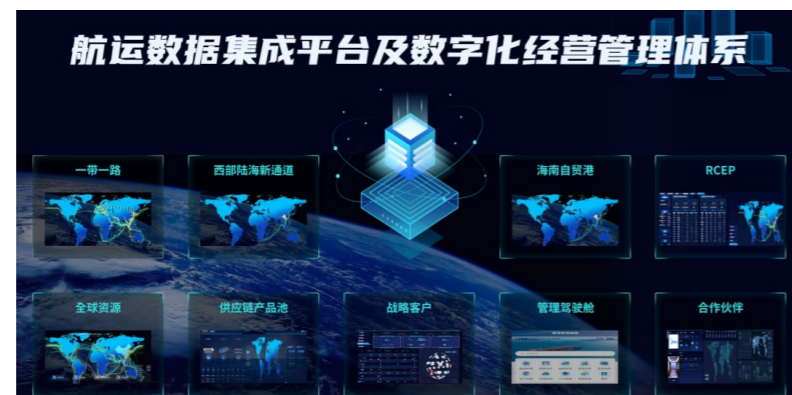 航运数据集成平台及数字化经营管理体系
一带一路
西部陆海新通道
海南自贸港
RCEP
全球资源
供应链产品池
战略客户
管理驾驶舱
合作伙伴